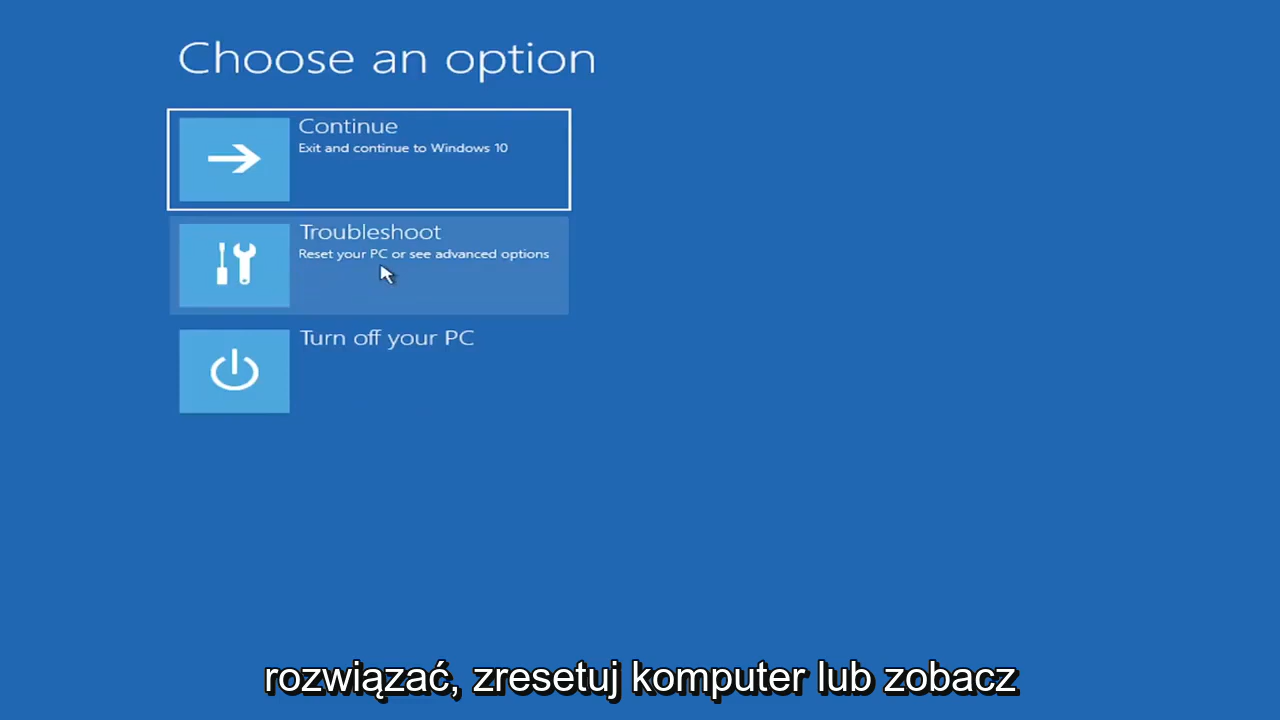 Choose an option
Continue
Exit and continue to Windows 10
Troubleshoot
Reset your PC or see advanced options
Turn off your PC
rozwiązać, zresetuj komputer lub zobacz